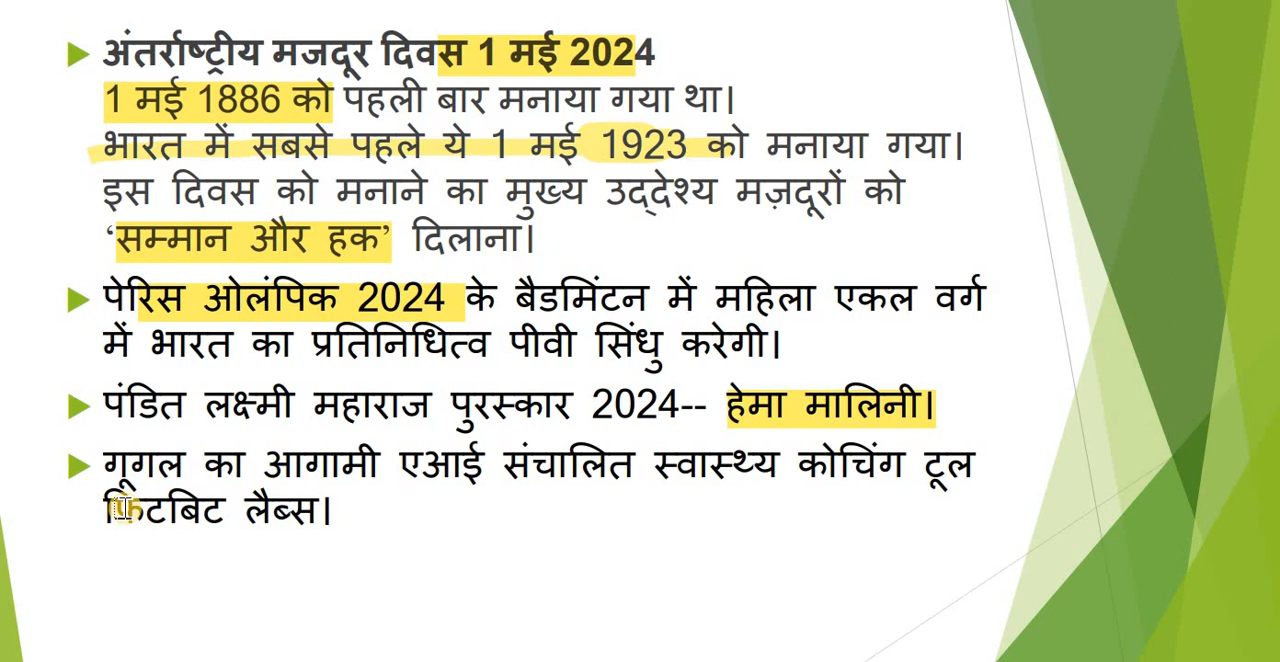 अंतर्राष्ट्रीय मजदूर दिवस 1 मई 2024
1 मई 1886 को पहली बार मनाया गया था।
भारत में सबसे पहले ये 1 मई 1923 को मनाया गया।
इस दिवस को मनाने का मुख्य उद्देश्य मज़दूरों को
‘सम्मान और हक’ दिलाना।
पेरिस ओलंपिक 2024 के बैडमिंटन में महिला एकल वर्ग
में भारत का प्रतिनिधित्व पीवी सिंधु करेगी।
पंडित लक्ष्मी महाराज पुरस्कार 2024-- हेमा मालिनी।
गूगल का आगामी एआई संचालित स्वास्थ्य कोचिंग टूल
फिटबिट लैब्स।